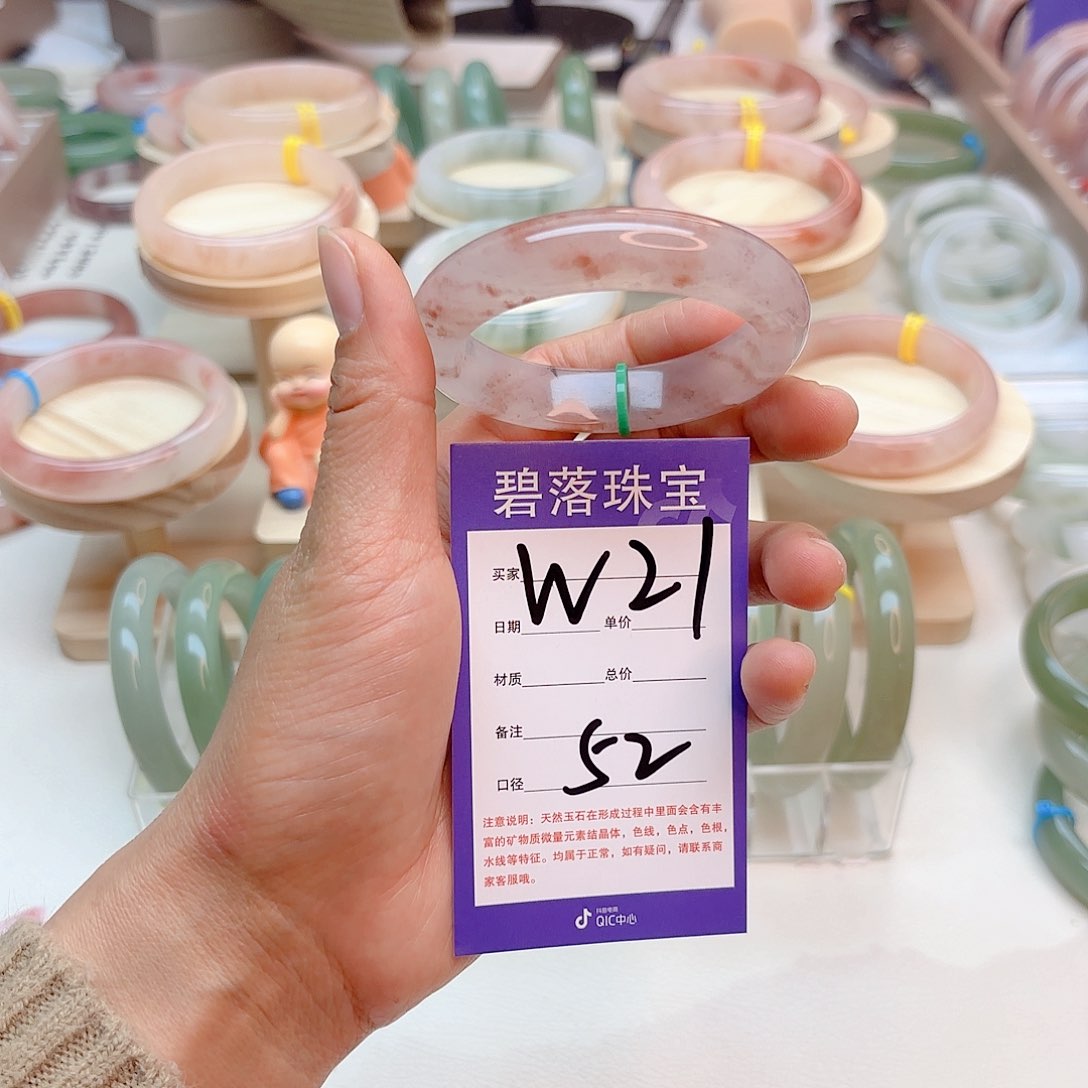 碧落珠宝
买家 W21
日期 单价
材质 总价
备注
口径 52
注意说明：天然玉石在形成过程中里面会含有丰
富的矿物质微量元素结晶体，色线，色点，色根，
水线等特征。均属于正常，如有疑问，请联系商
家客服哦。
抖音电商
QIC中心